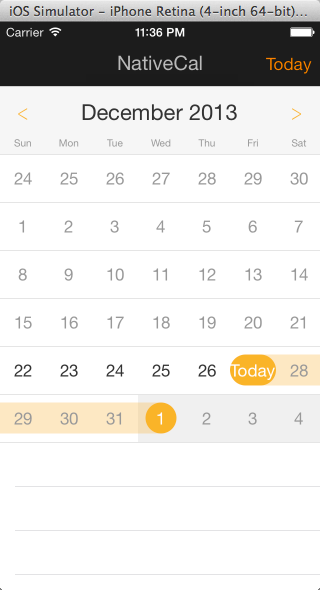 iOS Simulator – iPhone Retina (4-inch 64-bit)...
Carrier 11:36 PM
NativeCal Today
< December 2013 >
Sun Mon Tue Wed Thu Fri Sat
24 25 26 27 28 29 30
1 2 3 4 5 6 7
8 9 10 11 12 13 14
15 16 17 18 19 20 21
22 23 24 25 26 Today 28
29 30 31 1 2 3 4